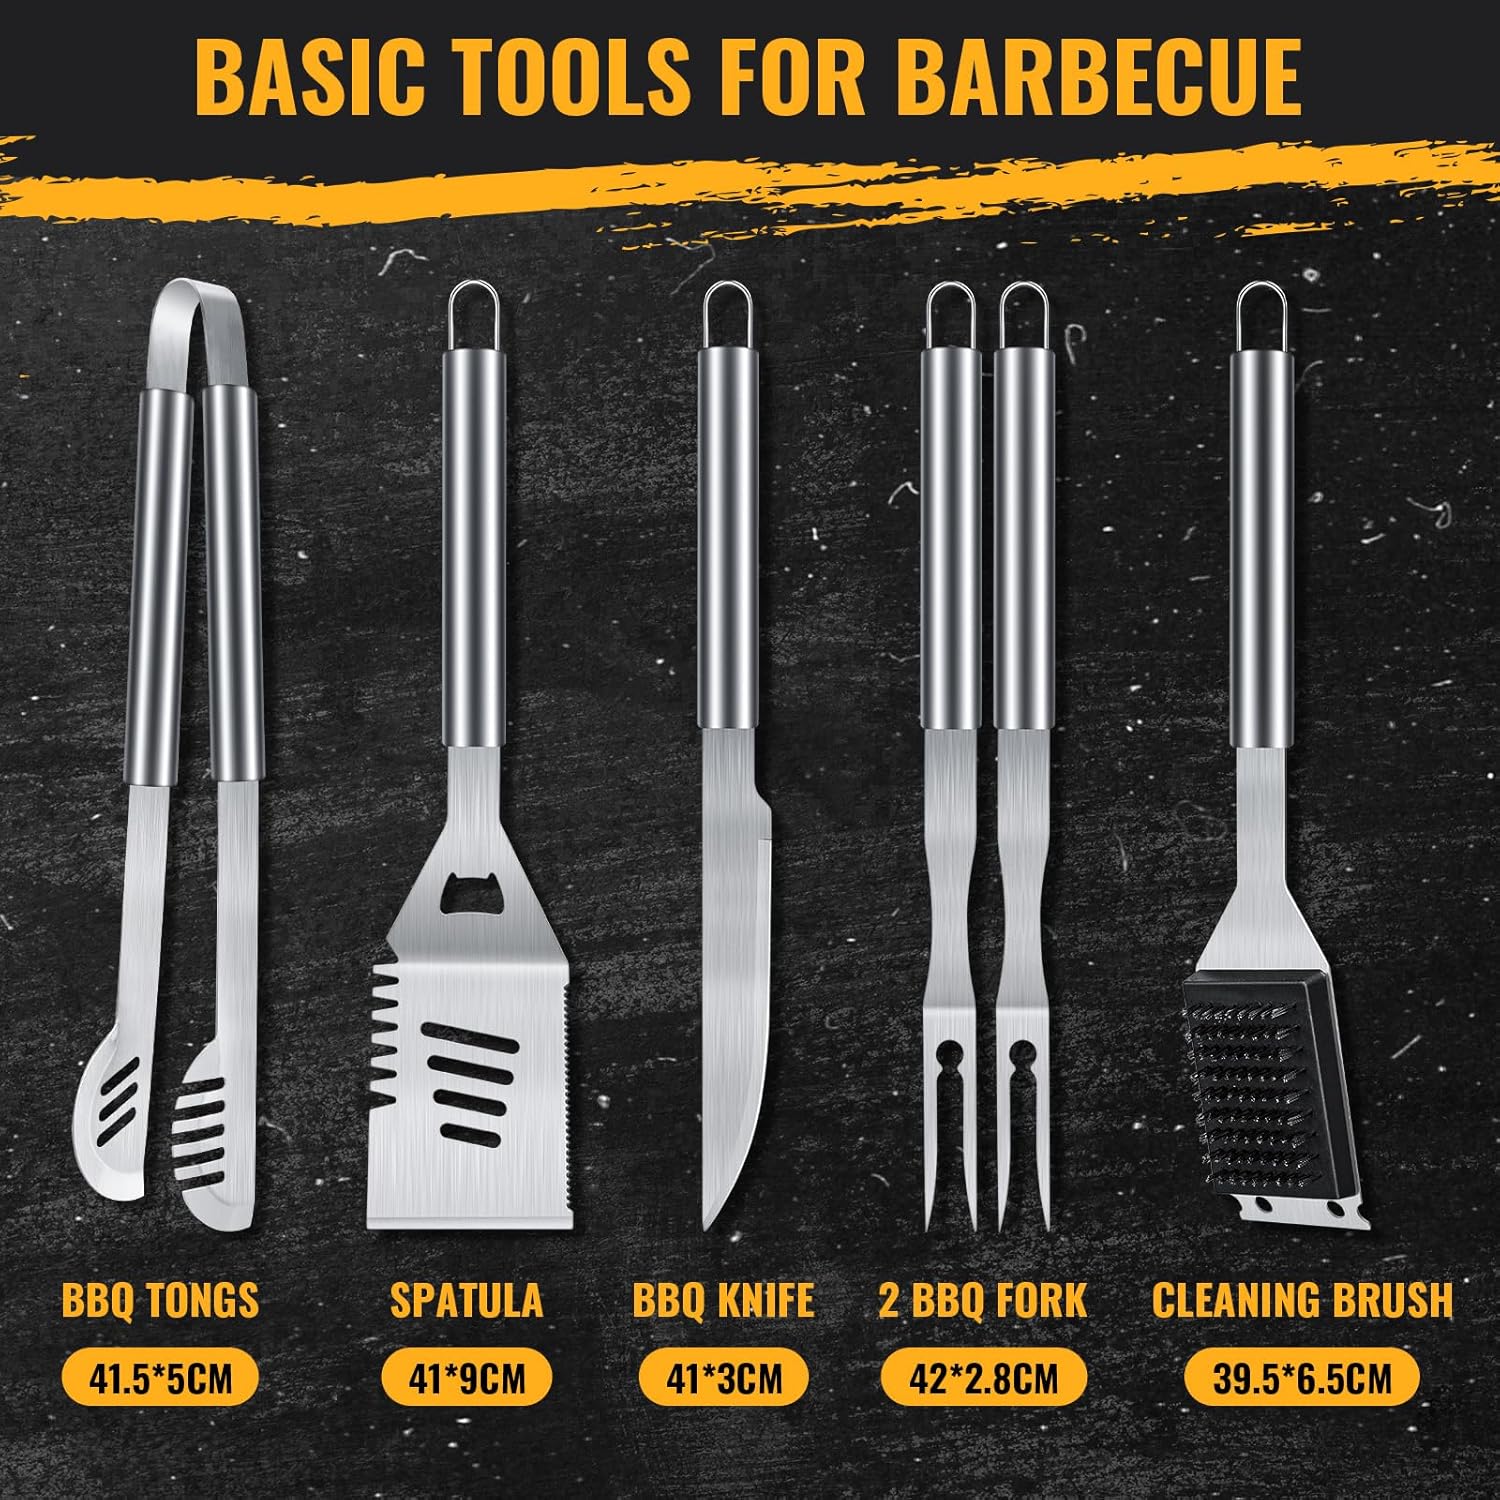 BASIC TOOLS FOR BARBECUE
BBQ TONGS
41.5*5CM
SPATULA
41*9CM
BBQ KNIFE
41*3CM
2 BBQ FORK
42*2.8CM
CLEANING BRUSH
39.5*6.5CM